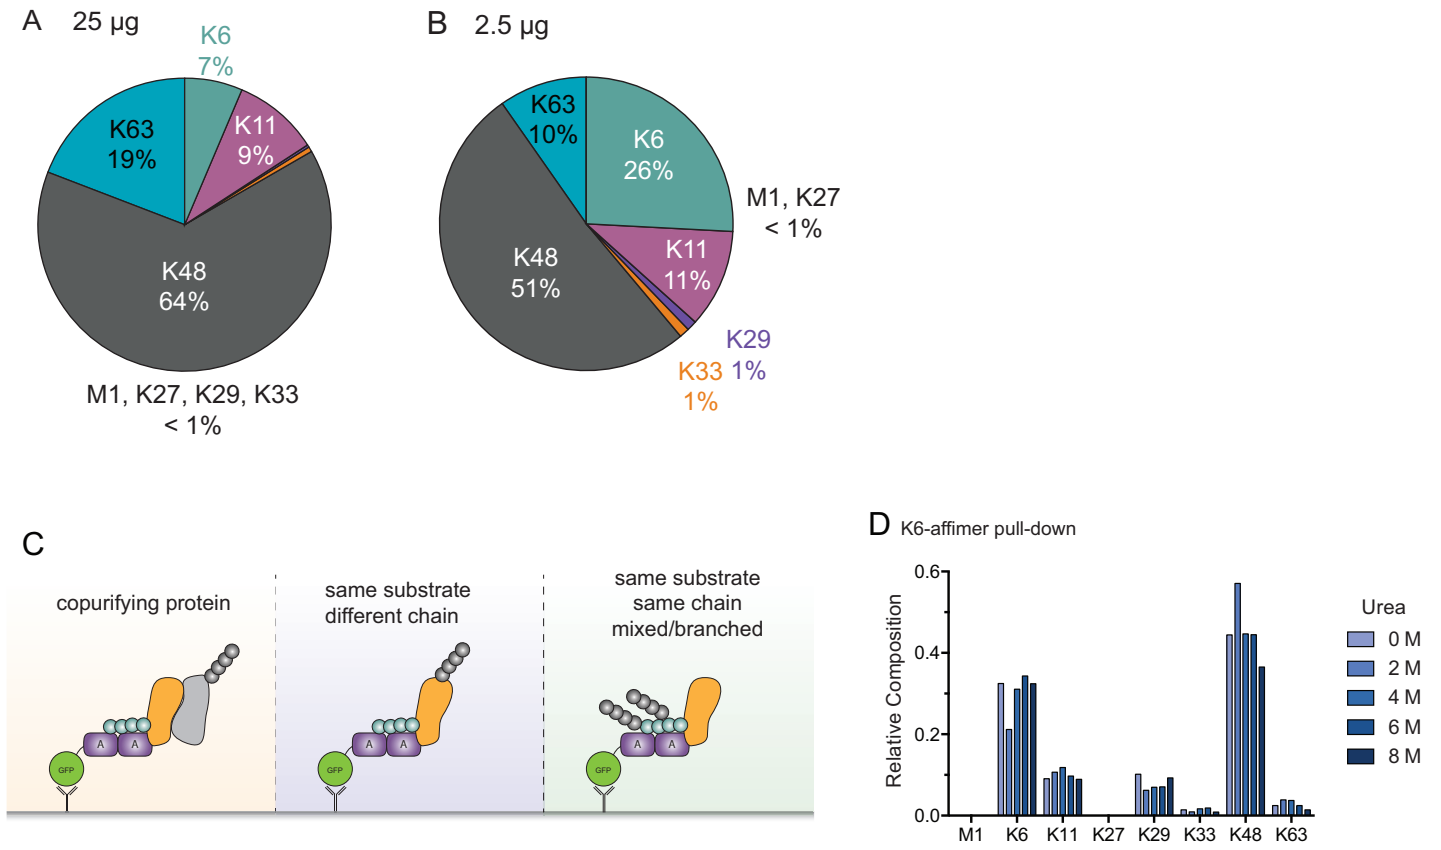 A 25 µg
K6
7%
K11
9%
K63
19%
K48
64%
M1, K27, K29, K33
< 1%
B 2.5 µg
K63
10%
K6
26%
M1, K27
< 1%
K11
11%
K48
51%
K29
1%
K33
1%
C
copurifying protein
A A
GFP
same substrate
different chain
A A
GFP
same substrate
same chain
mixed/branched
A A
GFP
D K6-affimer pull-down
Relative Composition
0.6
0.4
0.2
0.0
M1 K6 K11 K27 K29 K33 K48 K63
Urea
0 M
2 M
4 M
6 M
8 M